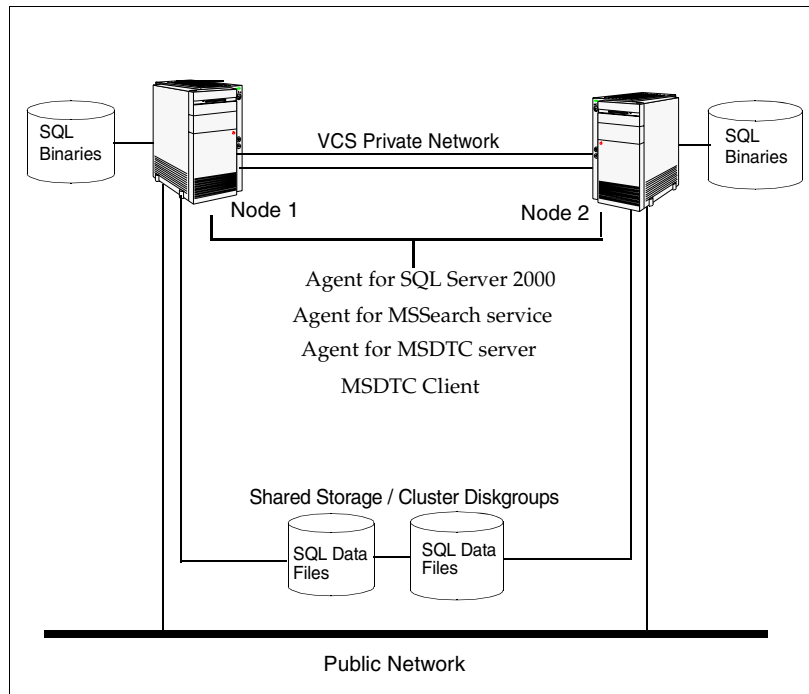 SQL
Binaries
VCS Private Network
SQL
Binaries
Node 1
Node 2
Agent for SQL Server 2000
Agent for MSSearch service
Agent for MSDTC server
MSDTC Client
Shared Storage / Cluster Diskgroups
SQL Data
Files
SQL Data
Files
Public Network